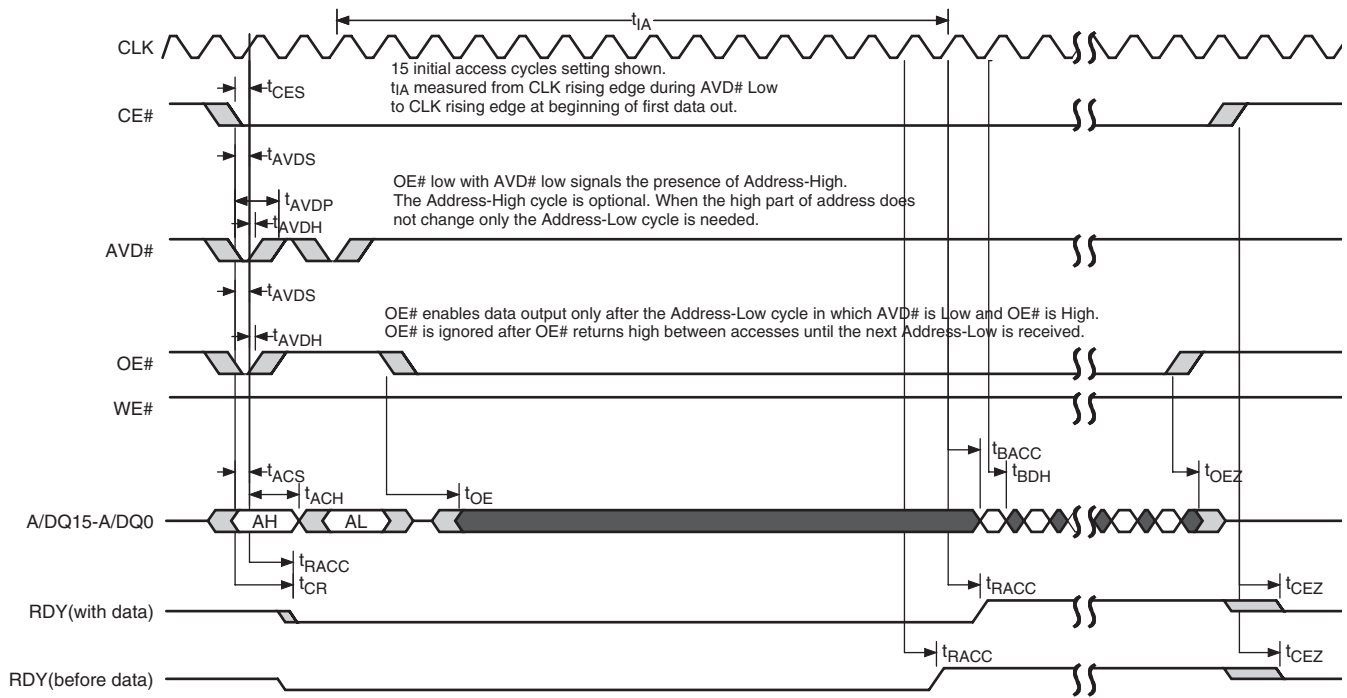 tIA
CLK
15 initial access cycles setting shown.
tIA measured from CLK rising edge during AVD# Low
to CLK rising edge at beginning of first data out.
tCES
CE#
tAVDS
OE# low with AVD# low signals the presence of Address-High.
The Address-High cycle is optional. When the high part of address does
not change only the Address-Low cycle is needed.
tAVDP
tAVDH
AVD#
tAVDS
OE# enables data output only after the Address-Low cycle in which AVD# is Low and OE# is High.
OE# is ignored after OE# returns high between accesses until the next Address-Low is received.
tAVDH
OE#
WE#
tBACC
tACS
tBDH
tOEZ
tACH
tOE
A/DQ15-A/DQ0
AH
AL
tRACC
tCR
tRACC
tCEZ
RDY(with data)
tRACC
tCEZ
RDY(before data)